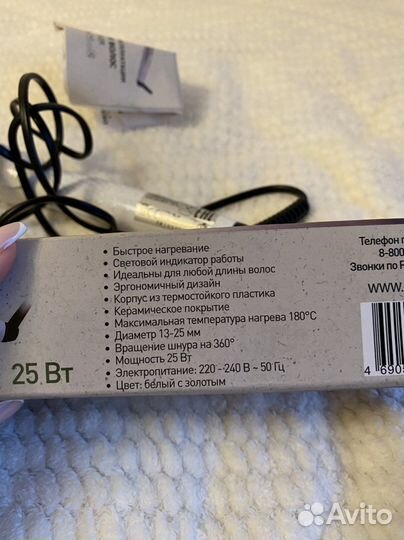 • Быстрое нагревание
• Световой индикатор работы
• Идеальны для любой длины волос
• Эргономичный дизайн
• Корпус из термостойкого пластика
• Керамическое покрытие
• Максимальная температура нагрева 180°С
• Диаметр 13-25 мм
• Вращение шнура на 360°
• Мощность 25 Вт
• Электропитание: 220 - 240 В ~ 50 Гц
• Цвет: белый с золотым
25 Вт
Телефон
8-800
Звонки по
www.
4 6905
Avito